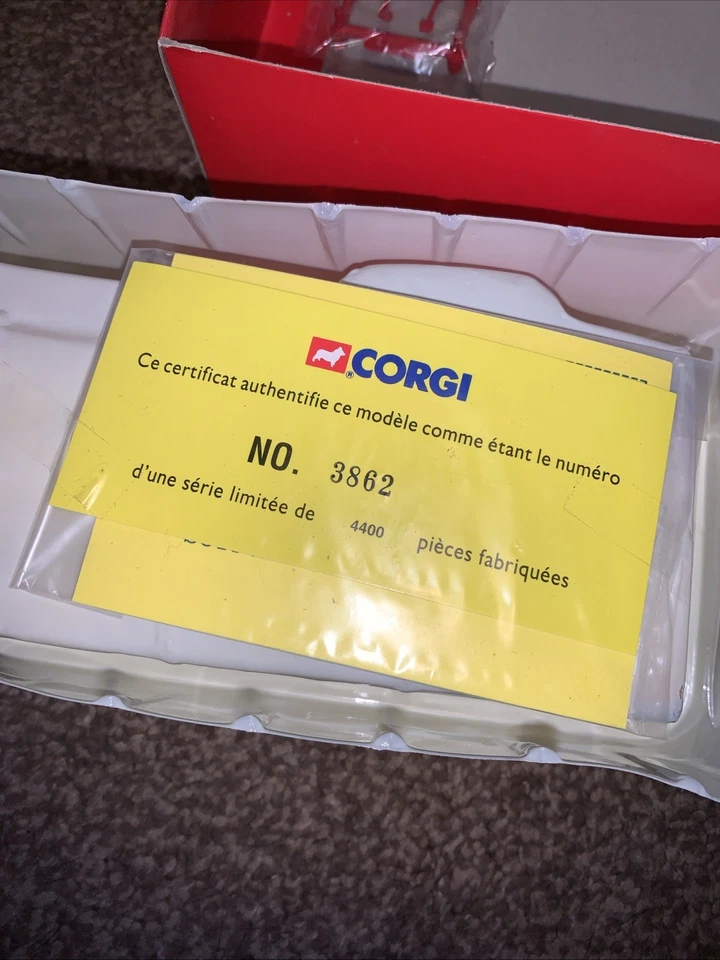 CORGI
Ce certificat authentifie ce modèle comme étant le numéro
NO. 3862
d'une série limitée de 4400 pièces fabriquées